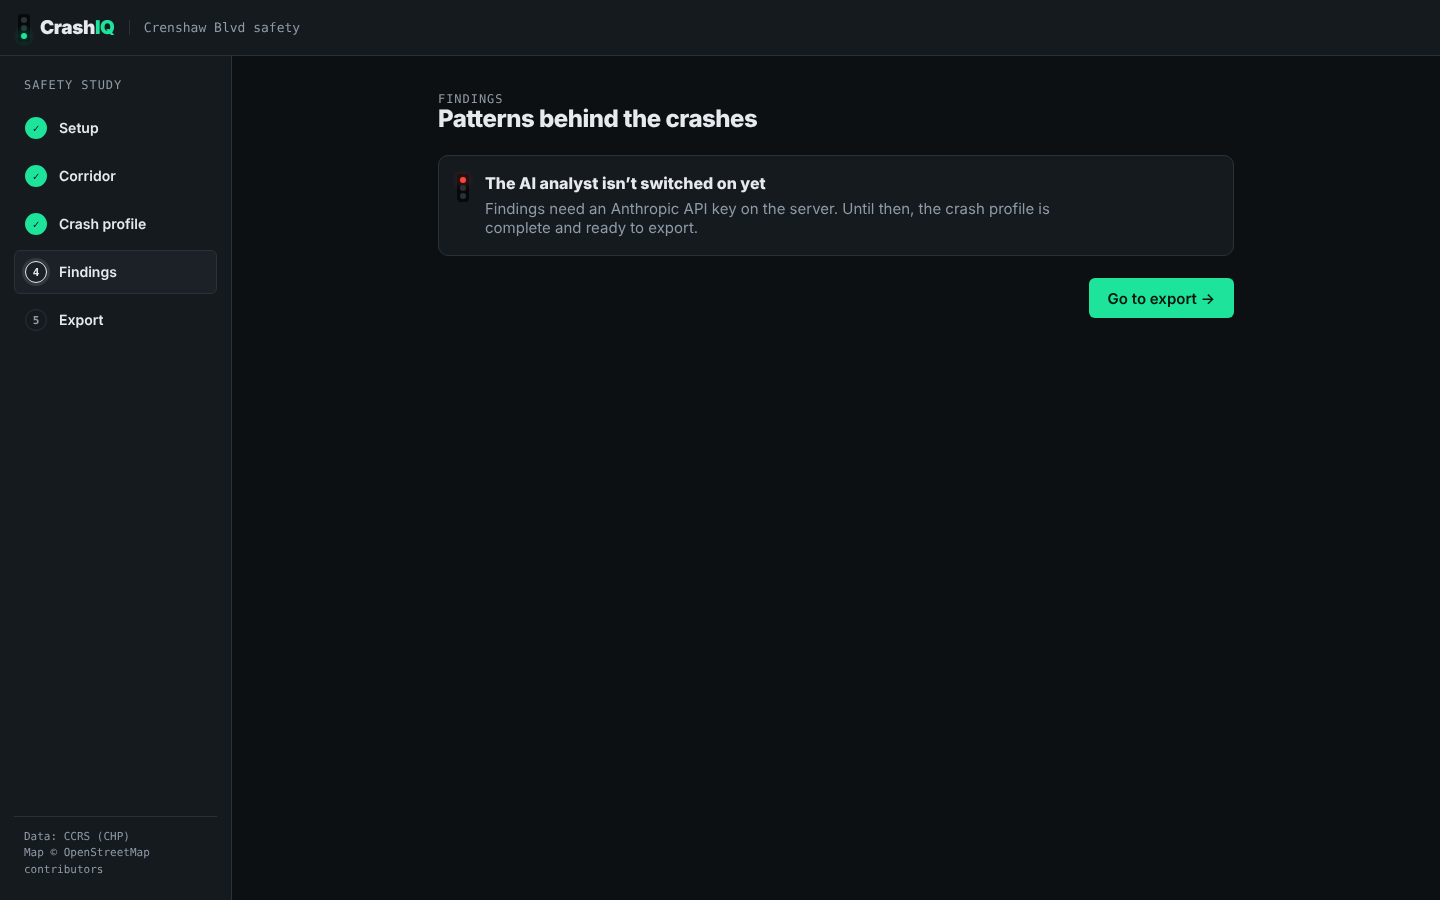 CrashIQ
Crenshaw Blvd safety
SAFETY STUDY
✓ Setup
✓ Corridor
✓ Crash profile
4 Findings
5 Export
Data: CCRS (CHP)
Map © OpenStreetMap
contributors
FINDINGS
Patterns behind the crashes
The AI analyst isn’t switched on yet
Findings need an Anthropic API key on the server. Until then, the crash profile is
complete and ready to export.
Go to export →